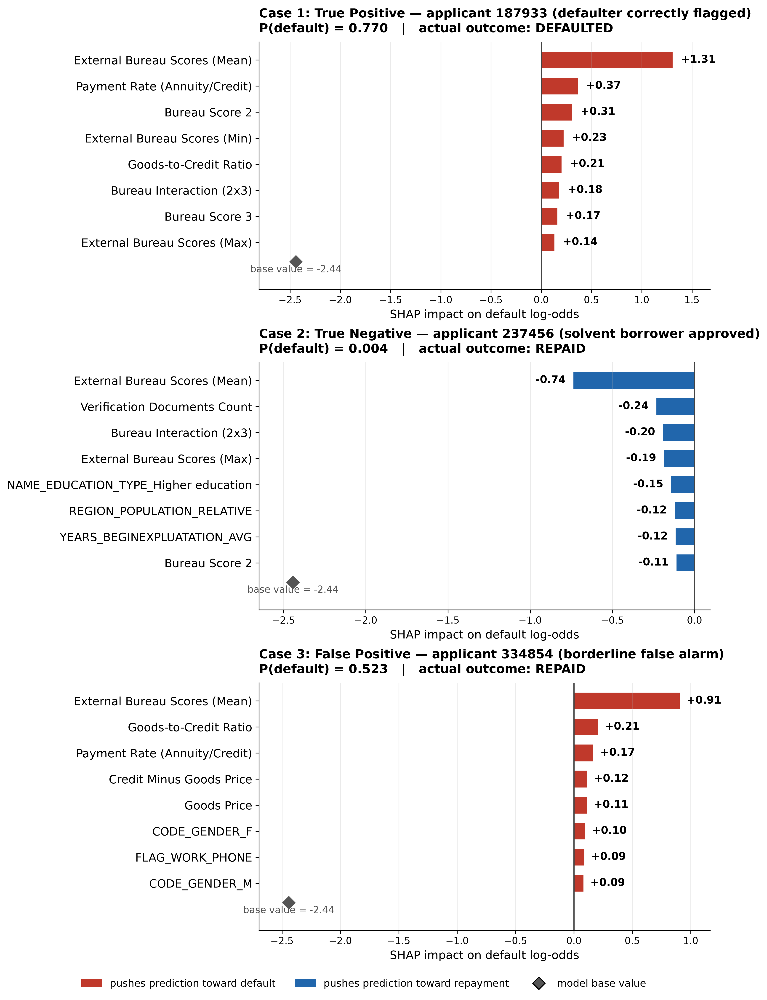 Case 1: True Positive — applicant 187933 (defaulter correctly flagged)
P(default) = 0.770 | actual outcome: DEFAULTED
External Bureau Scores (Mean)
+1.31
Payment Rate (Annuity/Credit)
+0.37
Bureau Score 2
+0.31
External Bureau Scores (Min)
+0.23
Goods-to-Credit Ratio
+0.21
Bureau Interaction (2x3)
+0.18
Bureau Score 3
+0.17
External Bureau Scores (Max)
+0.14
base value = -2.44
−2.5 −2.0 −1.5 −1.0 −0.5 0.0 0.5 1.0 1.5
SHAP impact on default log-odds
Case 2: True Negative — applicant 237456 (solvent borrower approved)
P(default) = 0.004 | actual outcome: REPAID
External Bureau Scores (Mean)
-0.74
Verification Documents Count
-0.24
Bureau Interaction (2x3)
-0.20
External Bureau Scores (Max)
-0.19
NAME_EDUCATION_TYPE_Higher education
-0.15
REGION_POPULATION_RELATIVE
-0.12
YEARS_BEGINEXPLUATATION_AVG
-0.12
Bureau Score 2
-0.11
base value = -2.44
−2.5 −2.0 −1.5 −1.0 −0.5 0.0
SHAP impact on default log-odds
Case 3: False Positive — applicant 334854 (borderline false alarm)
P(default) = 0.523 | actual outcome: REPAID
External Bureau Scores (Mean)
+0.91
Goods-to-Credit Ratio
+0.21
Payment Rate (Annuity/Credit)
+0.17
Credit Minus Goods Price
+0.12
Goods Price
+0.11
CODE_GENDER_F
+0.10
FLAG_WORK_PHONE
+0.09
CODE_GENDER_M
+0.09
base value = -2.44
−2.5 −2.0 −1.5 −1.0 −0.5 0.0 0.5 1.0
SHAP impact on default log-odds
pushes prediction toward default pushes prediction toward repayment model base value